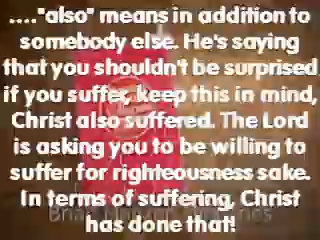 ...."also" means in addition to
somebody else. He's saying
that you shouldn't be surprised
if you suffer, keep this in mind,
Christ also suffered. The Lord
is asking you to be willing to
suffer for righteousness sake.
In terms of suffering, Christ
has done that!